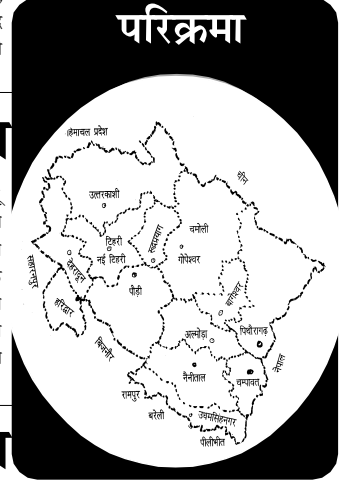 परिक्रमा
हिमाचल प्रदेश
चीन
उत्तरकाशी
चमोली
टिहरी
नई टिहरी
रूद्रप्रयाग
गोपेश्वर
सहारनपुर
देहरादून
पौड़ी
हरिद्वार
बागेश्वर
बिजनौर
अल्मोड़ा
पिथौरागढ़
नैनीताल
चम्पावत
नेपाल
रामपुर
बरेली
उधमसिंहनगर
पीलीभीत